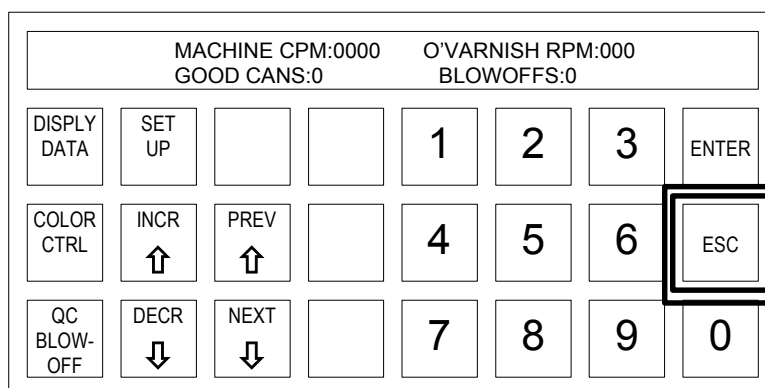 MACHINE CPM:0000 O'VARNISH RPM:000
GOOD CANS:0 BLOWOFFS:0
DISPLY
DATA
SET
UP
1
2
3
ENTER
COLOR
CTRL
INCR
PREV
4
5
6
ESC
QC
BLOW-
OFF
DECR
NEXT
7
8
9
0